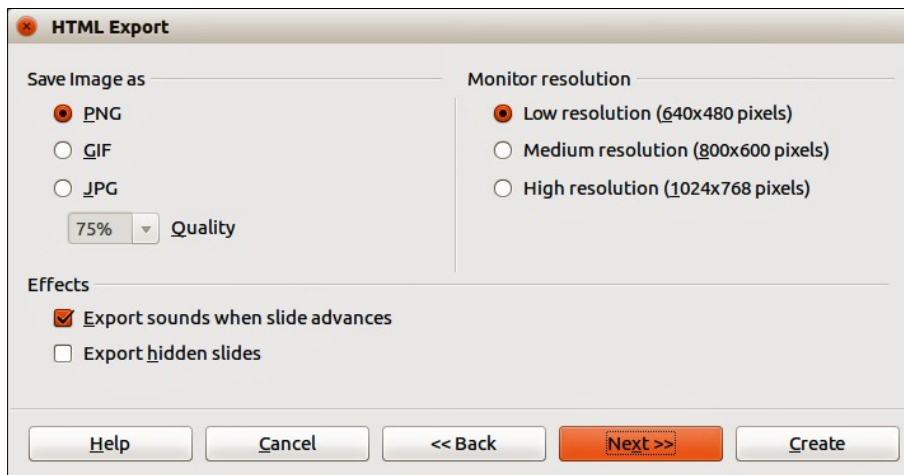 HTML Export
Save Image as
PNG
GIF
JPG
75% Quality
Monitor resolution
Low resolution (640x480 pixels)
Medium resolution (800x600 pixels)
High resolution (1024x768 pixels)
Effects
Export sounds when slide advances
Export hidden slides
Help Cancel << Back Next >> Create